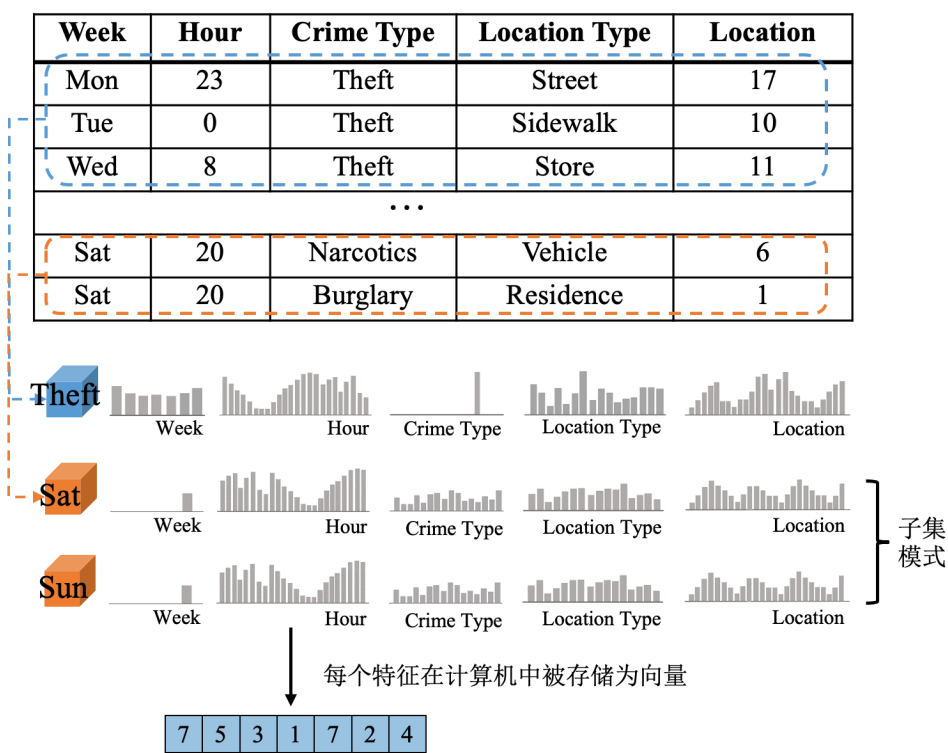 Week Hour Crime Type Location Type Location
Mon 23 Theft Street 17
Tue 0 Theft Sidewalk 10
Wed 8 Theft Store 11
...
Sat 20 Narcotics Vehicle 6
Sat 20 Burglary Residence 1
Theft
Week Hour Crime Type Location Type Location
Sat
Week Hour Crime Type Location Type Location
子集
模式
Sun
Week Hour Crime Type Location Type Location
每个特征在计算机中被存储为向量
7 5 3 1 7 2 4